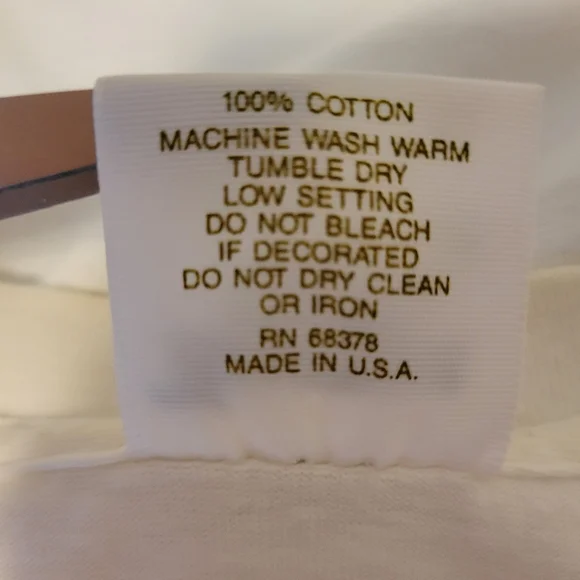 100% COTTON
MACHINE WASH WARM
TUMBLE DRY
LOW SETTING
DO NOT BLEACH
IF DECORATED
DO NOT DRY CLEAN
OR IRON
RN 68378
MADE IN U.S.A.